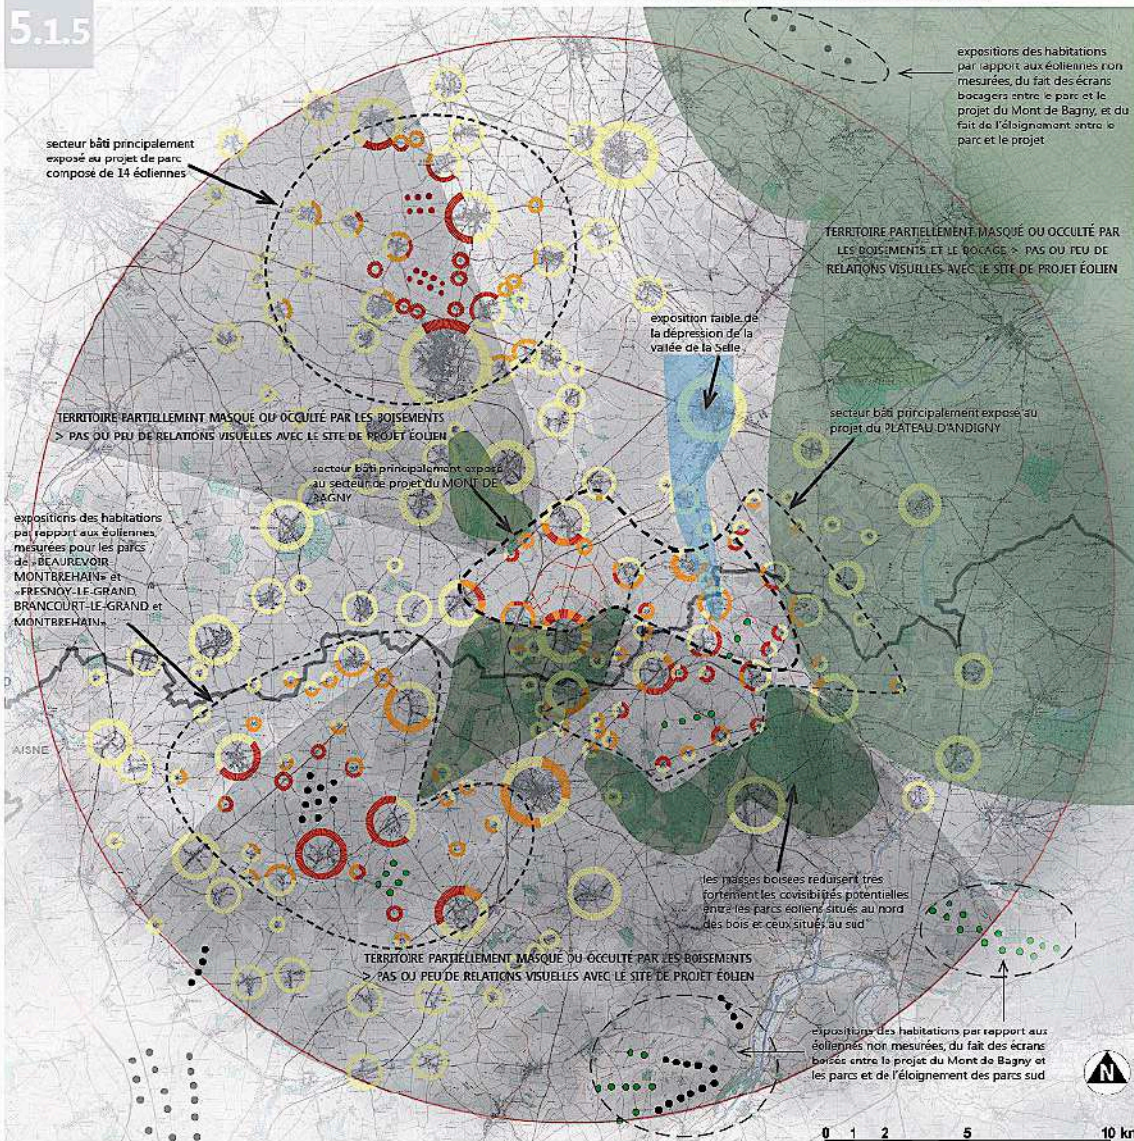 5.1.5
expositions des habitations
par rapport aux éoliennes non
mesurées, du fait des écrans
bocagers entre le parc et le
projet du Mont de Bagny, et du
fait de l'éloignement entre le
parc et le projet
secteur bâti principalement
exposé au projet de parc
composé de 14 éoliennes
TERRITOIRE PARTIELLEMENT MASQUÉ OU OCCULTÉ PAR
LES BOISEMENTS ET LE BOCAGE > PAS OU PEU DE
RELATIONS VISUELLES AVEC LE SITE DE PROJET ÉOLIEN
exposition faible de
la dépression de la
vallée de la Selle
TERRITOIRE PARTIELLEMENT MASQUÉ OU OCCULTÉ PAR LES BOISEMENTS
> PAS OU PEU DE RELATIONS VISUELLES AVEC LE SITE DE PROJET ÉOLIEN
secteur bâti principalement exposé au
projet du PLATEAU D'ANDIGNY
secteur bâti principalement exposé
au secteur de projet du MONT DE
BAGNY
expositions des habitations
par rapport aux éoliennes
mesurées pour les parcs
de «BEAUREVOIR
MONTBREHAIN» et
«FRESNOY-LE-GRAND,
BRANCOURT-LE-GRAND et
MONTBREHAIN»
AISNE
les masses boisées réduisent très
fortement les covisibilités potentielles
entre les parcs éoliens situés au nord
des bois et ceux situés au sud
TERRITOIRE PARTIELLEMENT MASQUÉ OU OCCULTÉ PAR LES BOISEMENTS
> PAS OU PEU DE RELATIONS VISUELLES AVEC LE SITE DE PROJET ÉOLIEN
expositions des habitations par rapport aux
éoliennes non mesurées, du fait des écrans
boisés entre le projet du Mont de Bagny et
les parcs et de l'éloignement des parcs sud
N
0 1 2 5 10 km